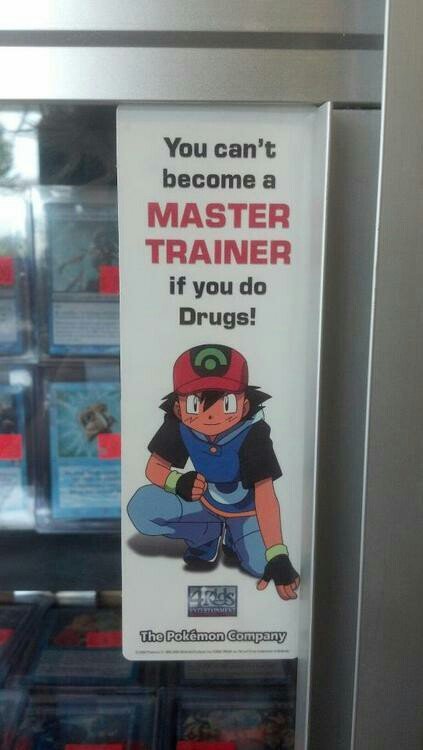 You can't
become a
MASTER
TRAINER
if you do
Drugs!
4Kids
ENTERTAINMENT
The Pokémon Company